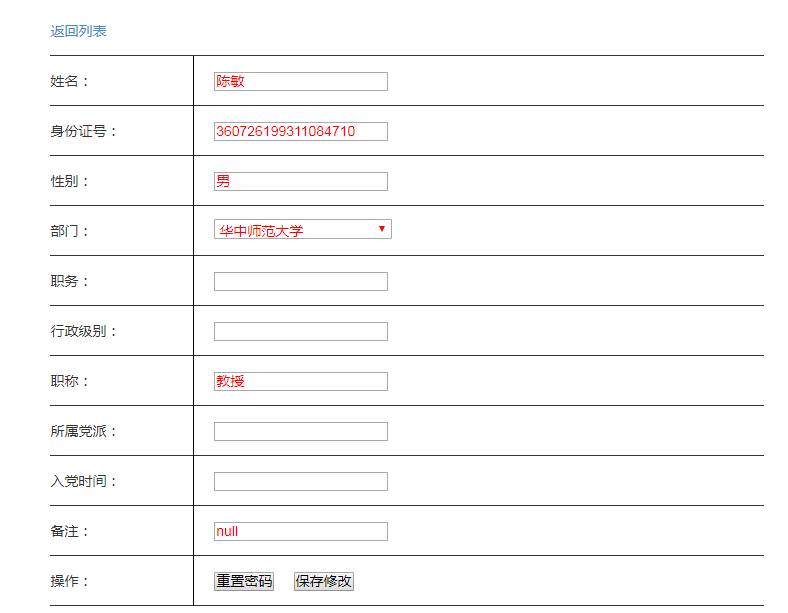 返回列表
姓名： 陈敏
身份证号： 360726199311084710
性别： 男
部门： 华中师范大学
职务：
行政级别：
职称： 教授
所属党派：
入党时间：
备注： null
操作： 重置密码 保存修改